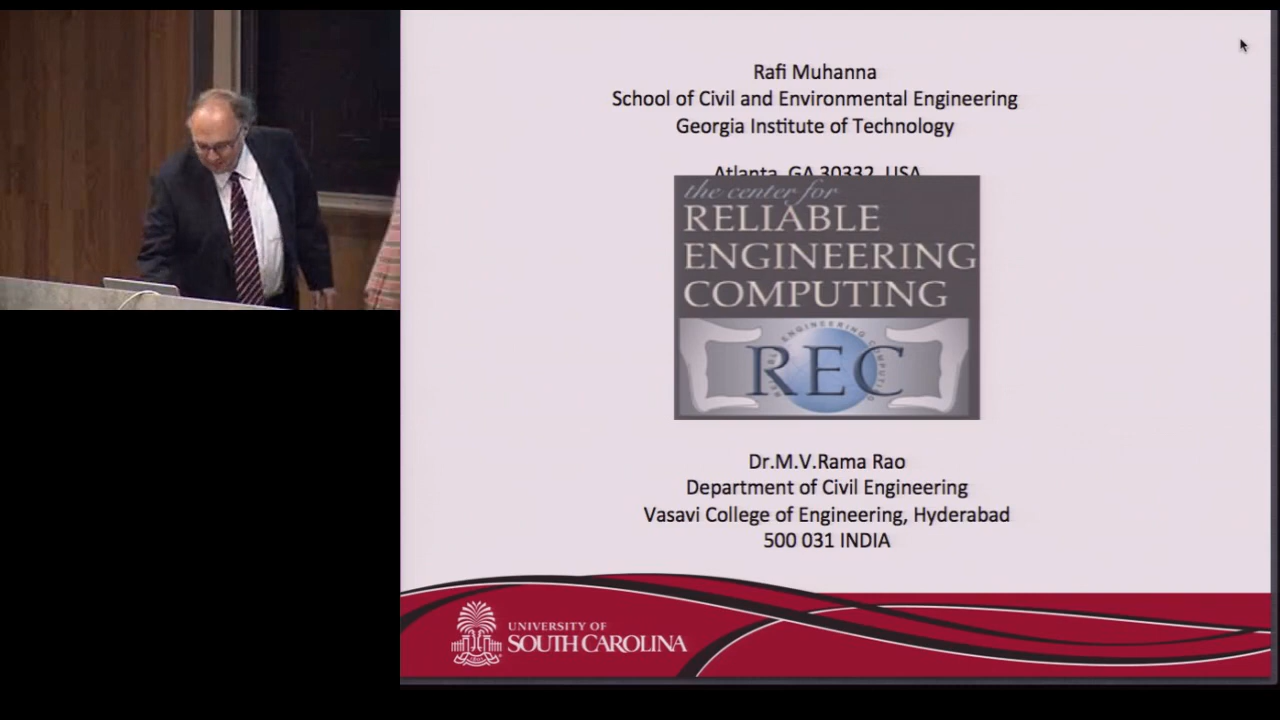 Rafi Muhanna
School of Civil and Environmental Engineering
Georgia Institute of Technology
Atlanta, GA 30332, USA
the center for
RELIABLE
ENGINEERING
COMPUTING
ENGINEERING COMPUTING
REC
Dr.M.V.Rama Rao
Department of Civil Engineering
Vasavi College of Engineering, Hyderabad
500 031 INDIA
UNIVERSITY OF
SOUTH CAROLINA